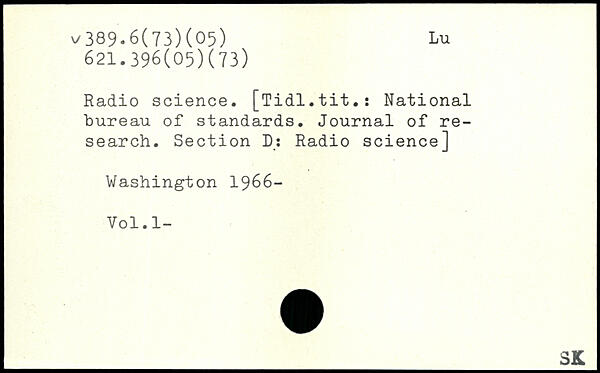 v 389.6(73)(05) Lu
621.396(05)(73)
Radio science. [Tidl.tit.: National
bureau of standards. Journal of re-
search. Section D: Radio science]
Washington 1966-
Vol.1-
SK